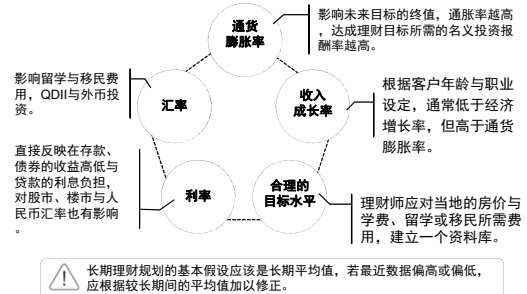 通货
膨胀率
影响未来目标的终值，通胀率越高
，达成理财目标所需的名义投资报
酬率越高。
影响留学与移民费
用，QDII与外币投
资。
汇率
收入
成长率
根据客户年龄与职业
设定，通常低于经济
增长率，但高于通货
膨胀率。
直接反映在存款、
债券的收益高低与
贷款的利息负担，
对股市、楼市与人
民币汇率也有影响
。
利率
合理的
目标水平
理财师应对当地的房价与
学费、留学或移民所需费
用，建立一个资料库。
长期理财规划的基本假设应该是长期平均值，若最近数据偏高或偏低，
应根据较长期间的平均值加以修正。